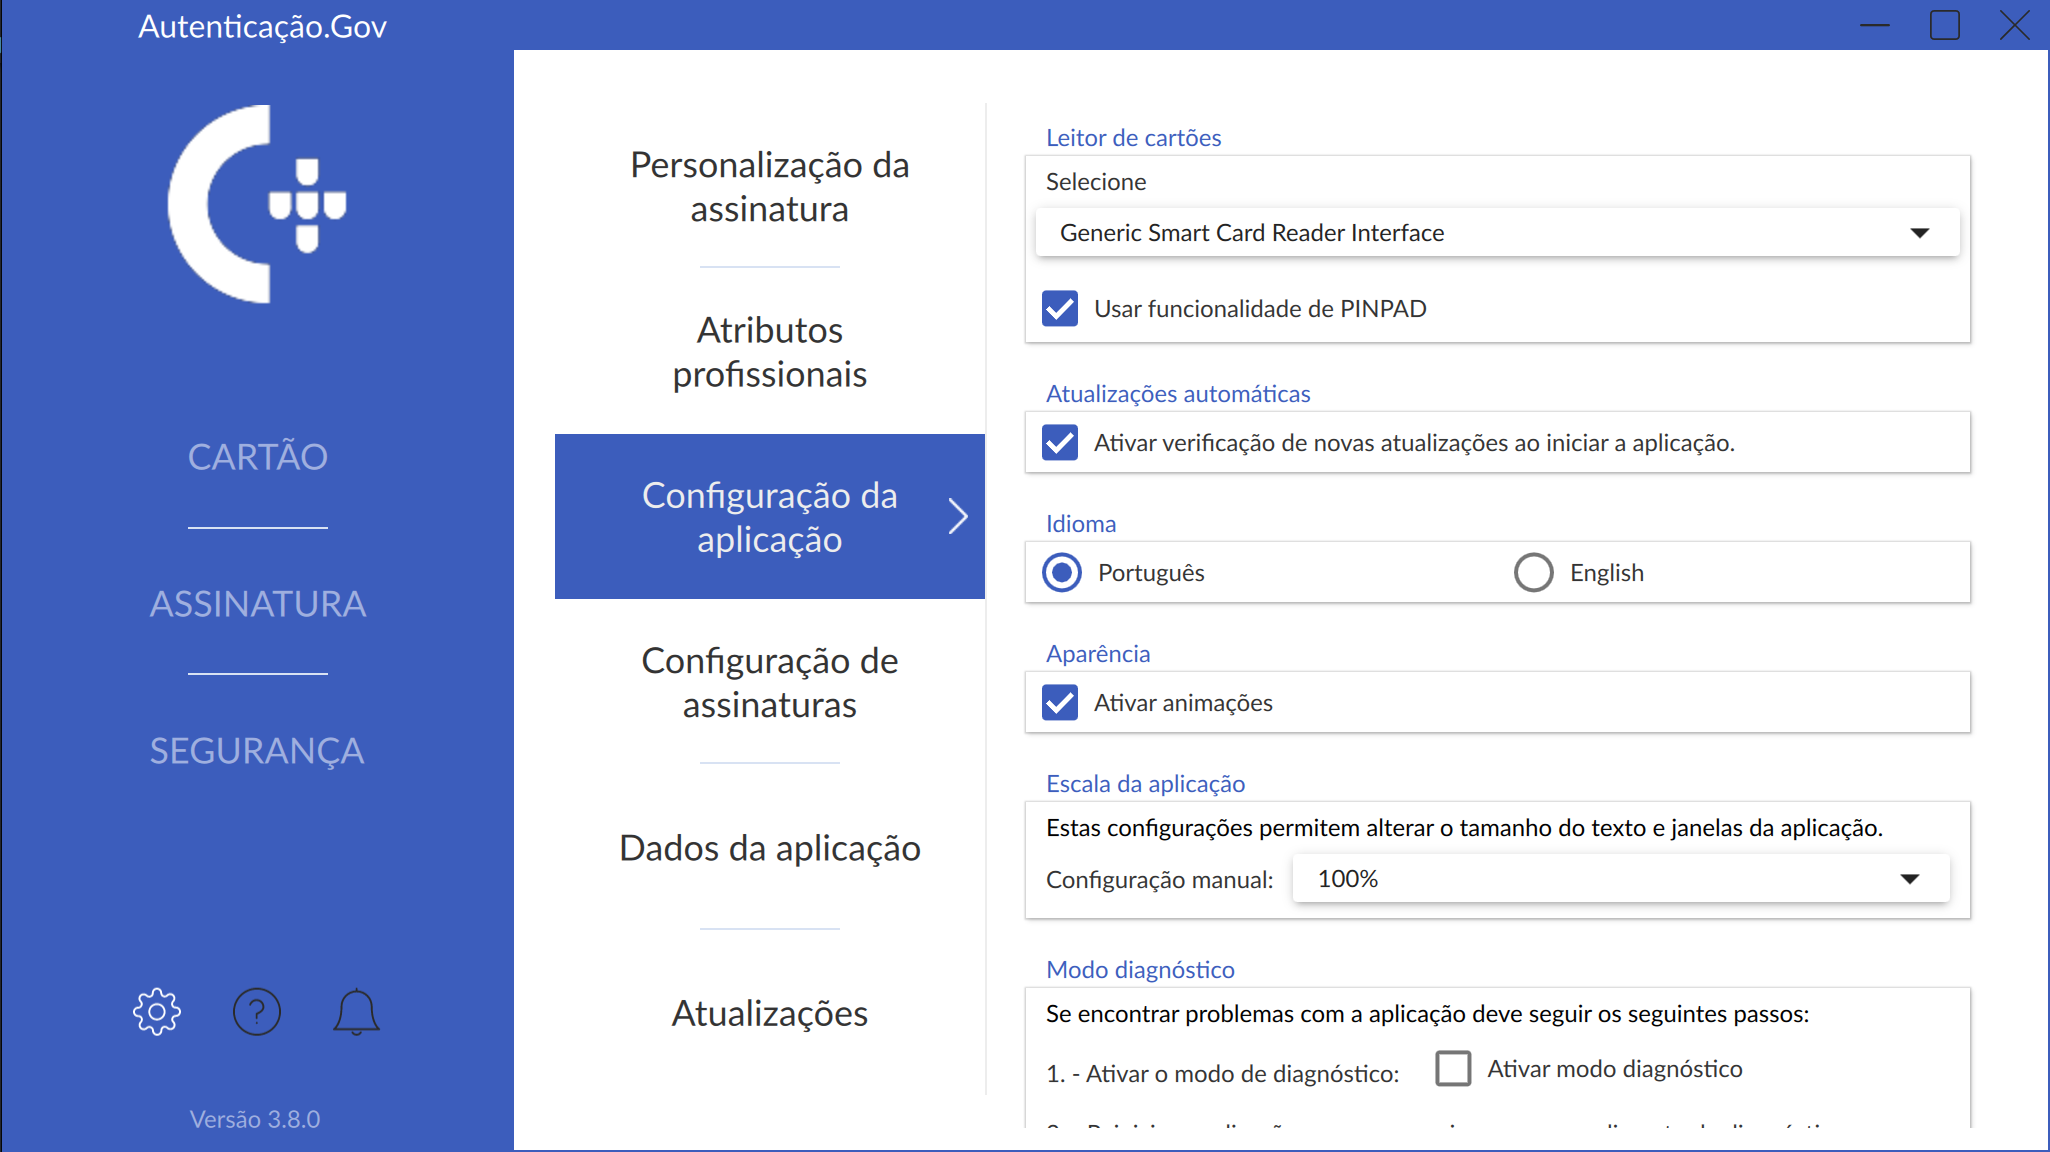 Autenticação.Gov
CARTÃO
ASSINATURA
SEGURANÇA
?
Versão 3.8.0
Personalização da
assinatura
Atributos
profissionais
Configuração da
aplicação
Configuração de
assinaturas
Dados da aplicação
Atualizações
Leitor de cartões
Selecione
Generic Smart Card Reader Interface
Usar funcionalidade de PINPAD
Atualizações automáticas
Ativar verificação de novas atualizações ao iniciar a aplicação.
Idioma
Português
English
Aparência
Ativar animações
Escala da aplicação
Estas configurações permitem alterar o tamanho do texto e janelas da aplicação.
Configuração manual:
100%
Modo diagnóstico
Se encontrar problemas com a aplicação deve seguir os seguintes passos:
1. - Ativar o modo de diagnóstico:
Ativar modo diagnóstico